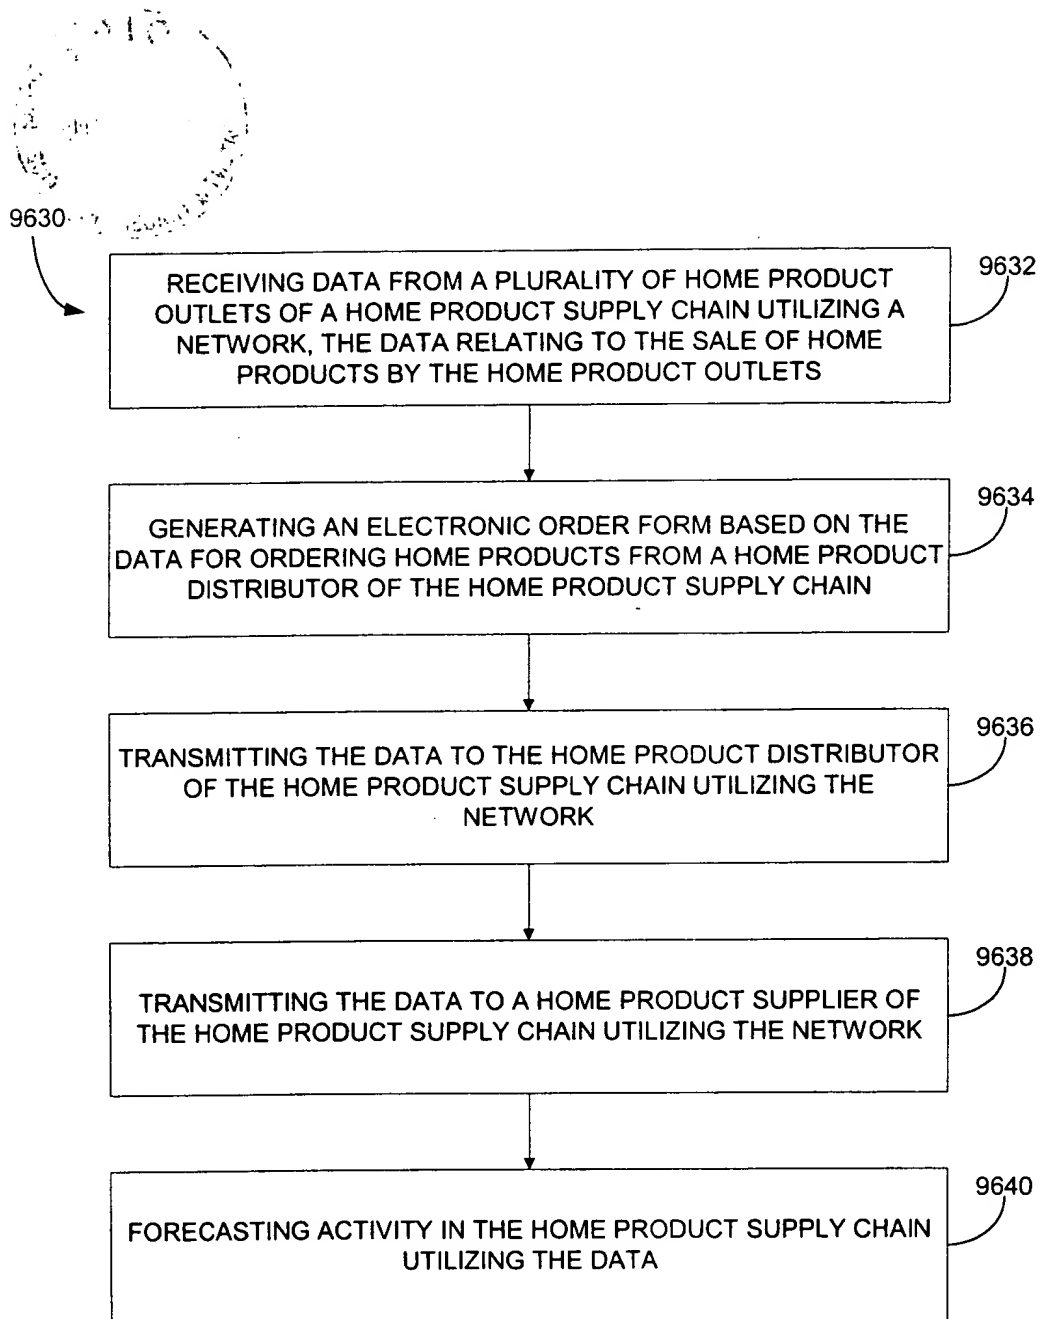 9630
9632
RECEIVING DATA FROM A PLURALITY OF HOME PRODUCT
OUTLETS OF A HOME PRODUCT SUPPLY CHAIN UTILIZING A
NETWORK, THE DATA RELATING TO THE SALE OF HOME
PRODUCTS BY THE HOME PRODUCT OUTLETS
9634
GENERATING AN ELECTRONIC ORDER FORM BASED ON THE
DATA FOR ORDERING HOME PRODUCTS FROM A HOME PRODUCT
DISTRIBUTOR OF THE HOME PRODUCT SUPPLY CHAIN
9636
TRANSMITTING THE DATA TO THE HOME PRODUCT DISTRIBUTOR
OF THE HOME PRODUCT SUPPLY CHAIN UTILIZING THE
NETWORK
9638
TRANSMITTING THE DATA TO A HOME PRODUCT SUPPLIER OF
THE HOME PRODUCT SUPPLY CHAIN UTILIZING THE NETWORK
9640
FORECASTING ACTIVITY IN THE HOME PRODUCT SUPPLY CHAIN
UTILIZING THE DATA